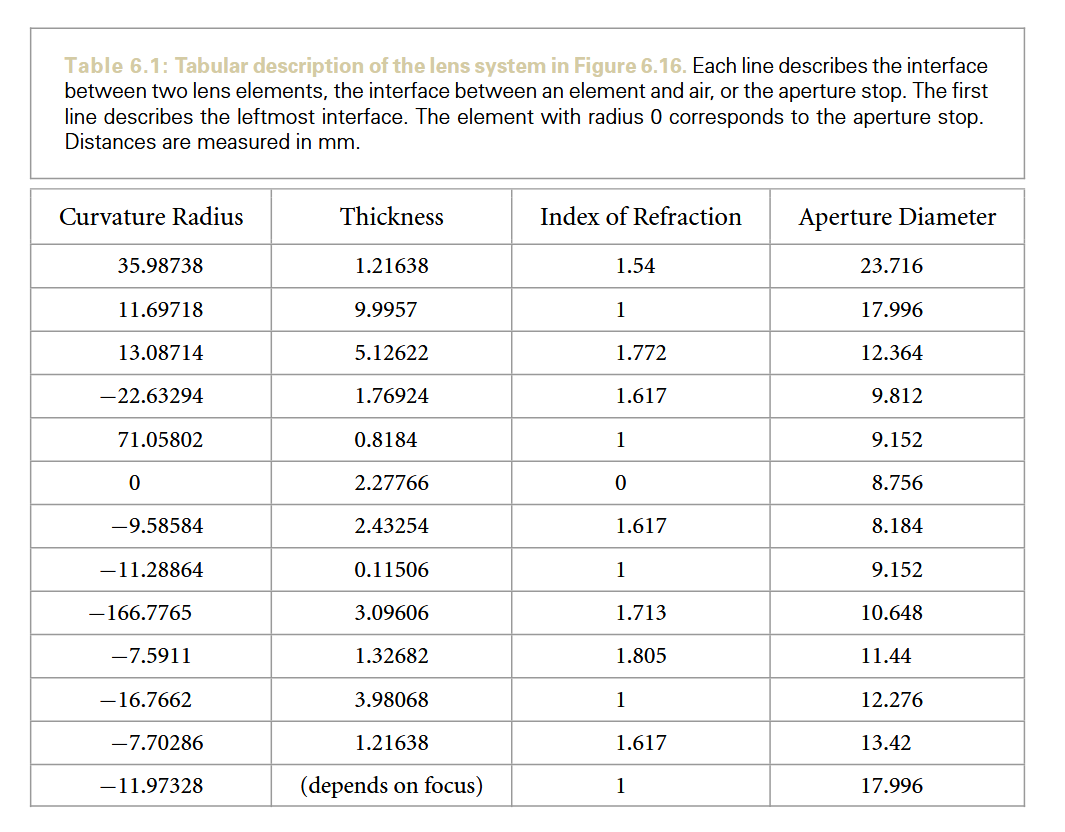 Table 6.1: Tabular description of the lens system in Figure 6.16. Each line describes the interface
between two lens elements, the interface between an element and air, or the aperture stop. The first
line describes the leftmost interface. The element with radius 0 corresponds to the aperture stop.
Distances are measured in mm.
Curvature Radius Thickness Index of Refraction Aperture Diameter
35.98738 1.21638 1.54 23.716
11.69718 9.9957 1 17.996
13.08714 5.12622 1.772 12.364
−22.63294 1.76924 1.617 9.812
71.05802 0.8184 1 9.152
0 2.27766 0 8.756
−9.58584 2.43254 1.617 8.184
−11.28864 0.11506 1 9.152
−166.7765 3.09606 1.713 10.648
−7.5911 1.32682 1.805 11.44
−16.7662 3.98068 1 12.276
−7.70286 1.21638 1.617 13.42
−11.97328 (depends on focus) 1 17.996